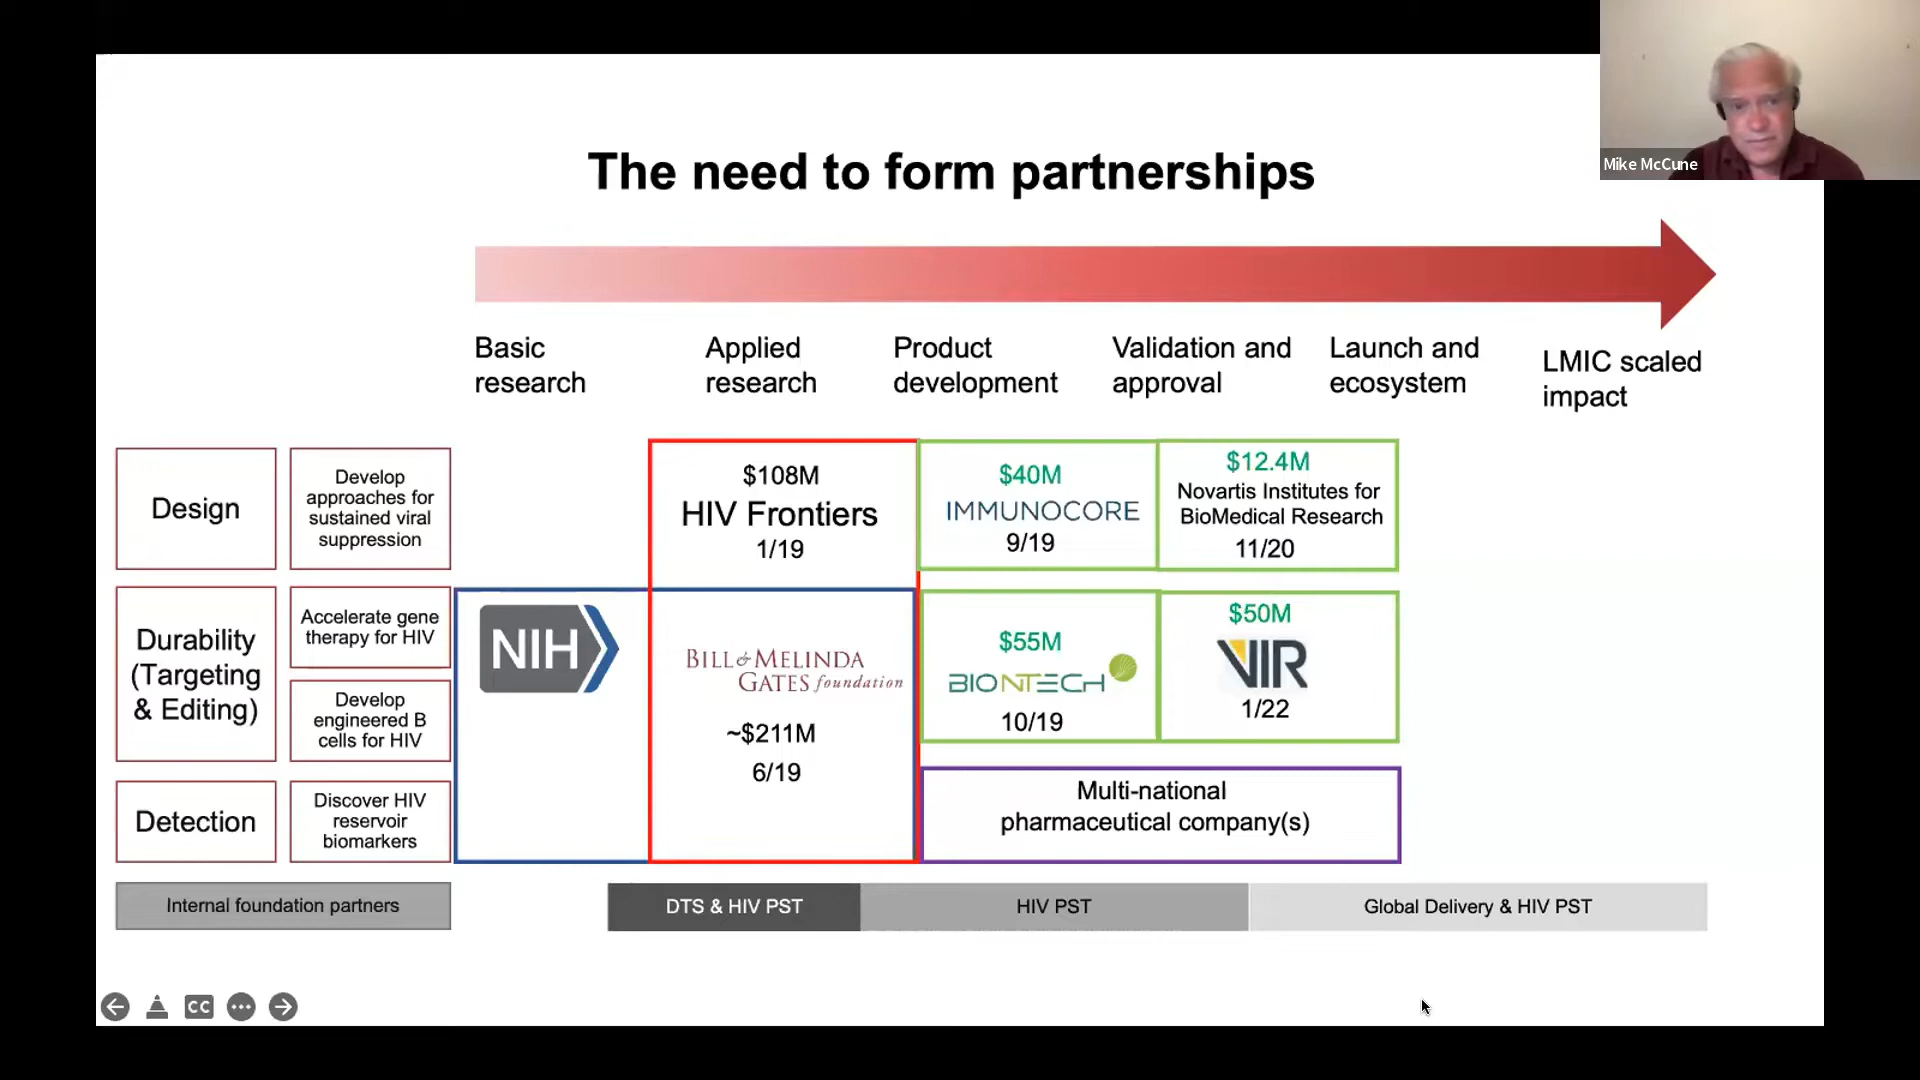 Mike McCune
The need to form partnerships
Basic
research
Applied
research
Product
development
Validation and
approval
Launch and
ecosystem
LMIC scaled
impact
Design
Develop
approaches for
sustained viral
suppression
$108M
HIV Frontiers
1/19
$40M
IMMUNOCORE
9/19
$12.4M
Novartis Institutes for
BioMedical Research
11/20
Durability
(Targeting
& Editing)
Accelerate gene
therapy for HIV
Develop
engineered B
cells for HIV
NIH
BILL & MELINDA
GATES foundation
~$211M
6/19
$55M
BIONTECH
10/19
$50M
VIR
1/22
Detection
Discover HIV
reservoir
biomarkers
Multi-national
pharmaceutical company(s)
Internal foundation partners
DTS & HIV PST
HIV PST
Global Delivery & HIV PST
CC